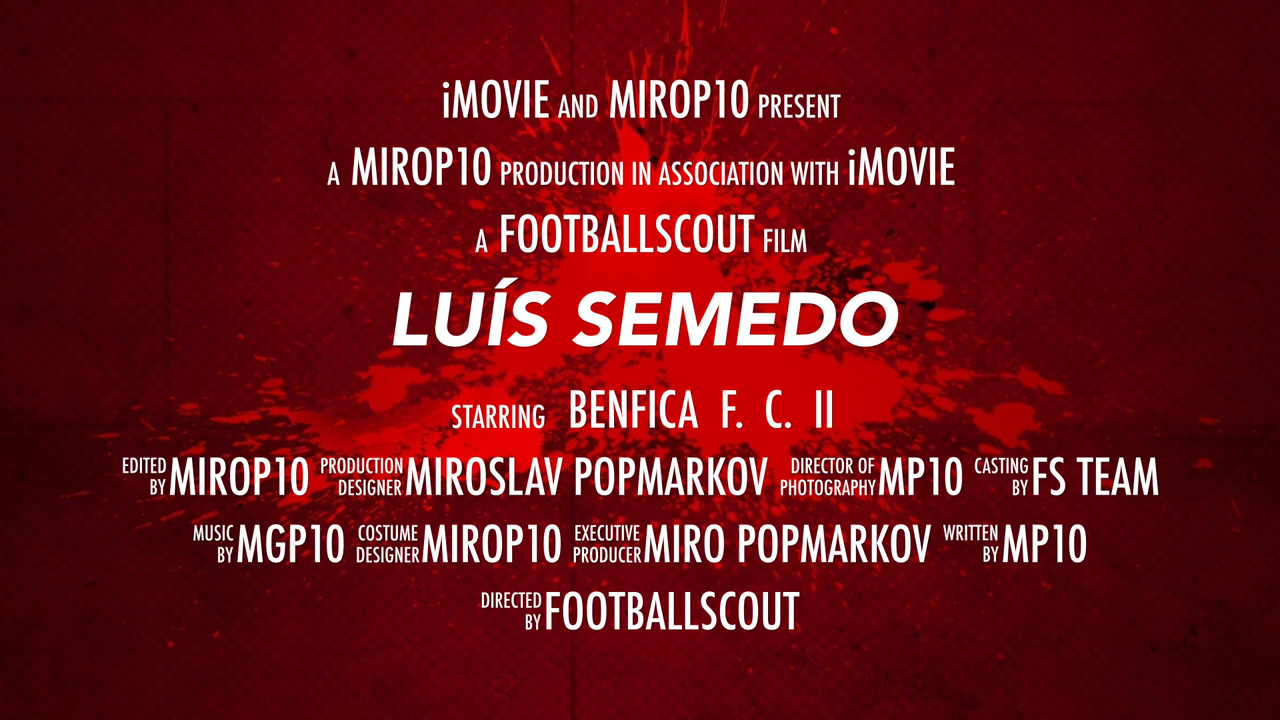 iMOVIE AND MIROP10 PRESENT
A MIROP10 PRODUCTION IN ASSOCIATION WITH iMOVIE
A FOOTBALLSCOUT FILM
LUÍS SEMEDO
STARRING BENFICA F. C. II
EDITED BY MIROP10 PRODUCTION DESIGNER MIROSLAV POPMARKOV DIRECTOR OF PHOTOGRAPHY MP10 CASTING BY FS TEAM
MUSIC BY MGP10 COSTUME DESIGNER MIROP10 EXECUTIVE PRODUCER MIRO POPMARKOV WRITTEN BY MP10
DIRECTED BY FOOTBALLSCOUT